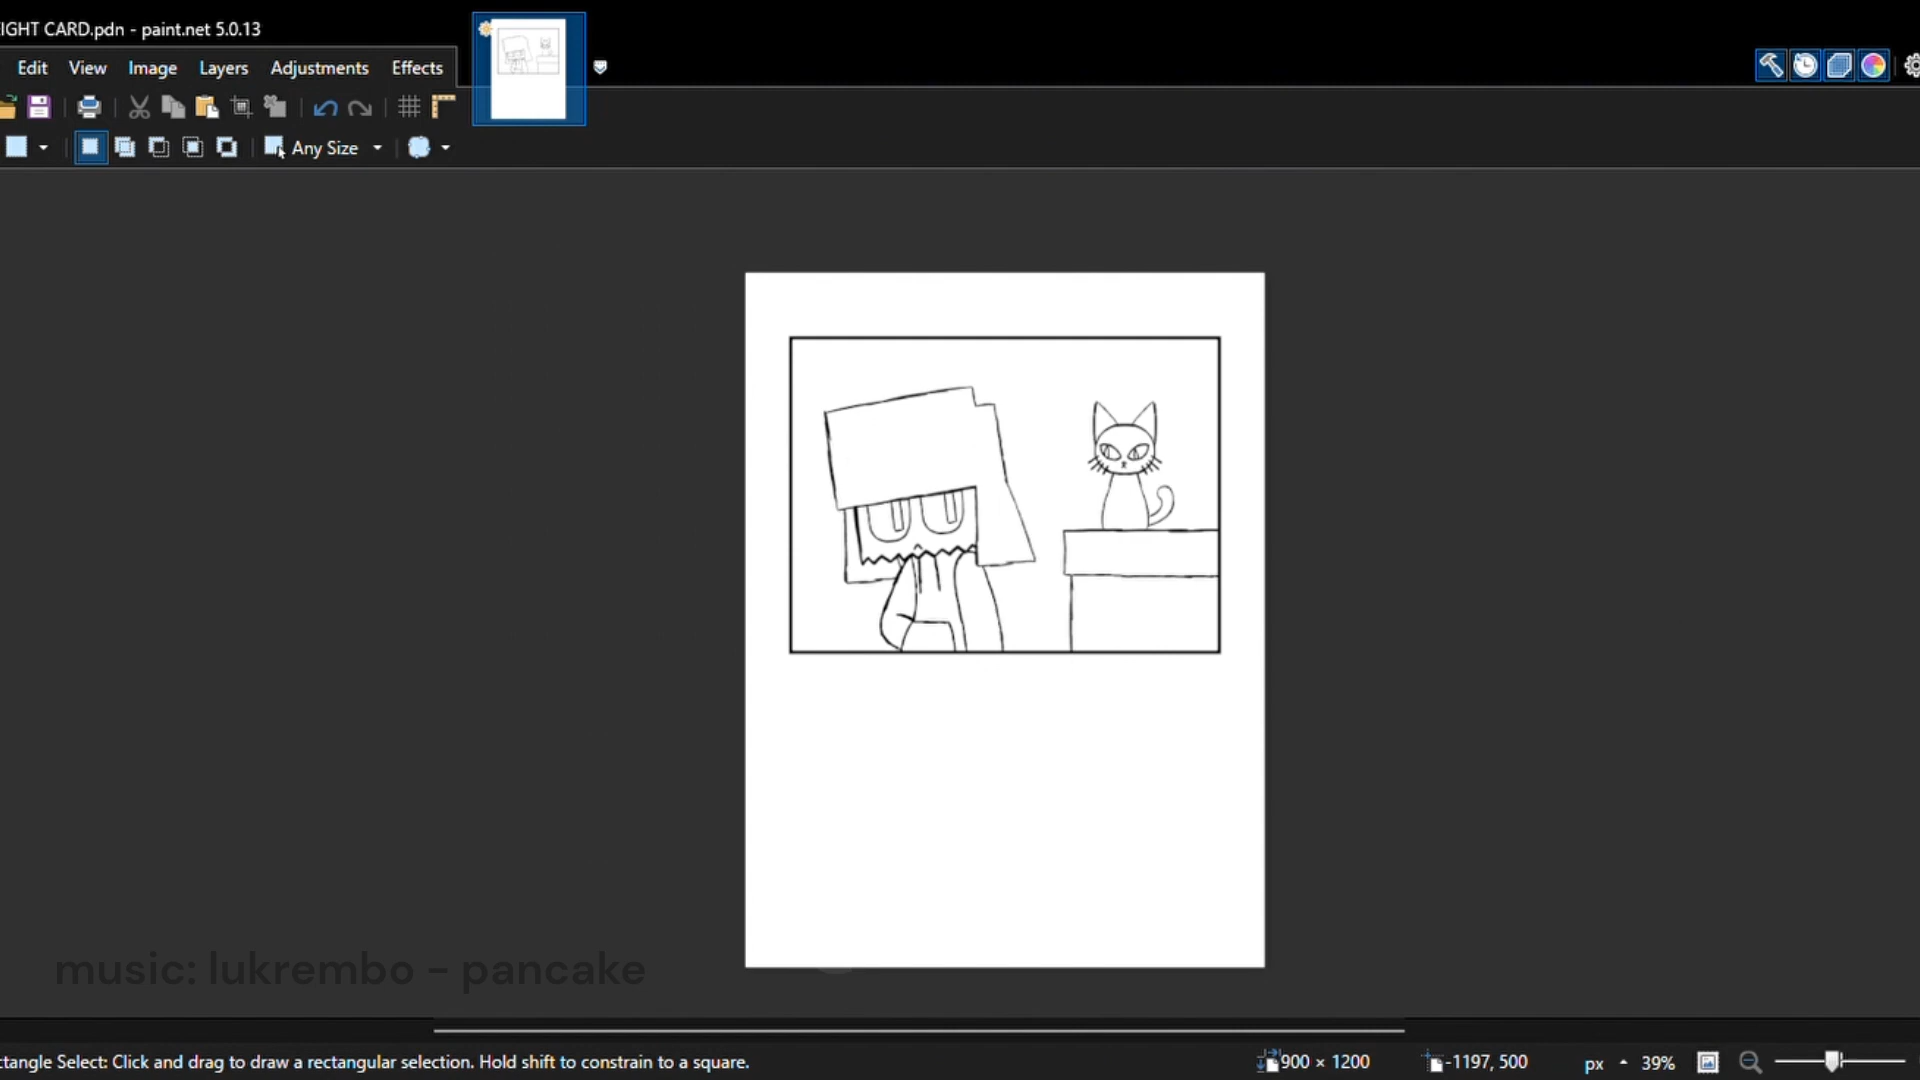 IGHT CARD.pdn - paint.net 5.0.13
Edit View Image Layers Adjustments Effects
Any Size
music: lukrembo - pancake
ctangle Select: Click and drag to draw a rectangular selection. Hold shift to constrain to a square.
900 × 1200
-1197, 500
px
39%